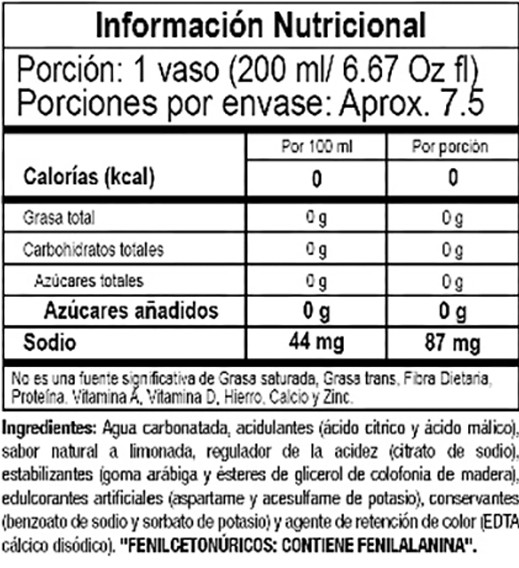 Información Nutricional
Porción: 1 vaso (200 ml/ 6.67 Oz fl)
Porciones por envase: Aprox. 7.5
Por 100 ml Por porción
Calorías (kcal) 0 0
Grasa total 0 g 0 g
Carbohidratos totales 0 g 0 g
Azúcares totales 0 g 0 g
Azúcares añadidos 0 g 0 g
Sodio 44 mg 87 mg
No es una fuente significativa de Grasa saturada, Grasa trans, Fibra Dietaria,
Proteína, Vitamina A, Vitamina D, Hierro, Calcio y Zinc.
Ingredientes: Agua carbonatada, acidulantes (ácido cítrico y ácido málico),
sabor natural a limonada, regulador de la acidez (citrato de sodio),
estabilizantes (goma arábiga y ésteres de glicerol de colofonia de madera),
edulcorantes artificiales (aspartame y acesulfame de potasio), conservantes
(benzoato de sodio y sorbato de potasio) y agente de retención de color (EDTA
cálcico disódico). "FENILCETONÚRICOS: CONTIENE FENILALANINA".